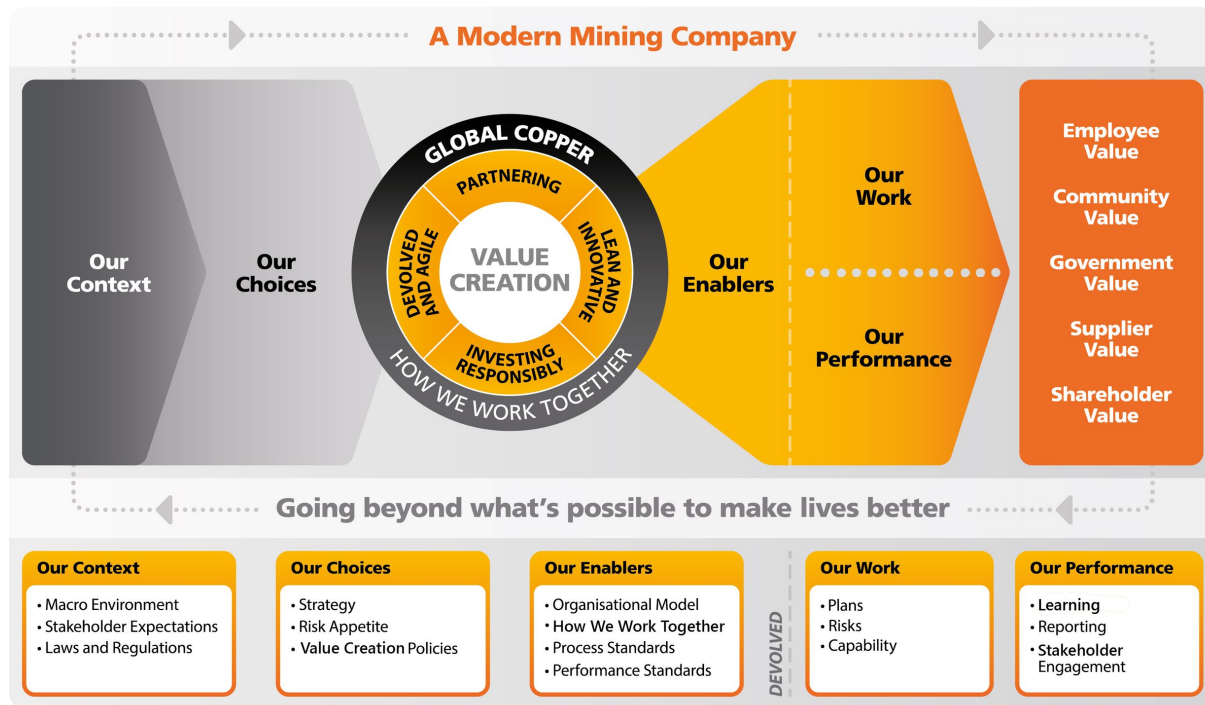 A Modern Mining Company
Our
Context
Our
Choices
GLOBAL COPPER
PARTNERING
DEVOLVED
AND AGILE
VALUE
CREATION
LEAN AND
INNOVATIVE
INVESTING
RESPONSIBLY
HOW WE WORK TOGETHER
Our
Enablers
Our
Work
Our
Performance
Employee
Value
Community
Value
Government
Value
Supplier
Value
Shareholder
Value
Going beyond what's possible to make lives better
Our Context
• Macro Environment
• Stakeholder Expectations
• Laws and Regulations
Our Choices
• Strategy
• Risk Appetite
• Value Creation Policies
Our Enablers
• Organisational Model
• How We Work Together
• Process Standards
• Performance Standards
DEVOLVED
Our Work
• Plans
• Risks
• Capability
Our Performance
• Learning
• Reporting
• Stakeholder
Engagement